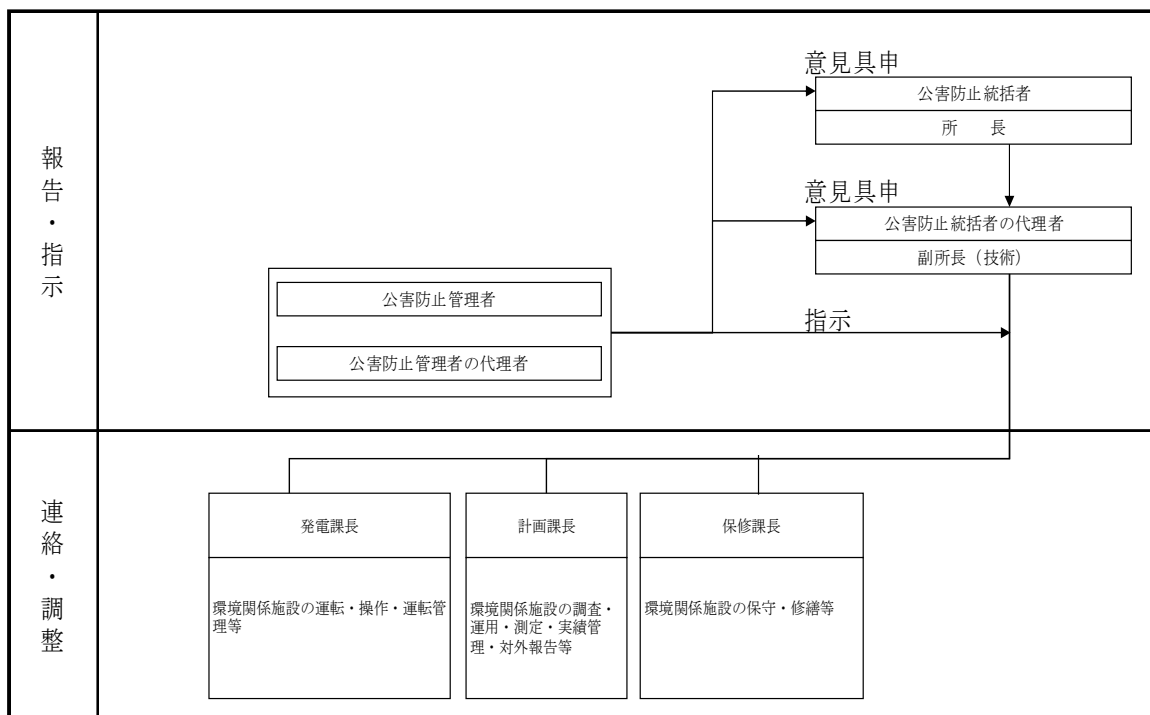 報告・指示
意見具申
公害防止統括者
所　　長
意見具申
公害防止統括者の代理者
副所長（技術）
公害防止管理者
指示
公害防止管理者の代理者
連絡・調整
発電課長
計画課長
保修課長
環境関係施設の運転・操作・運転管
理等
環境関係施設の調査・
運用・測定・実績管
理・対外報告等
環境関係施設の保守・修繕等